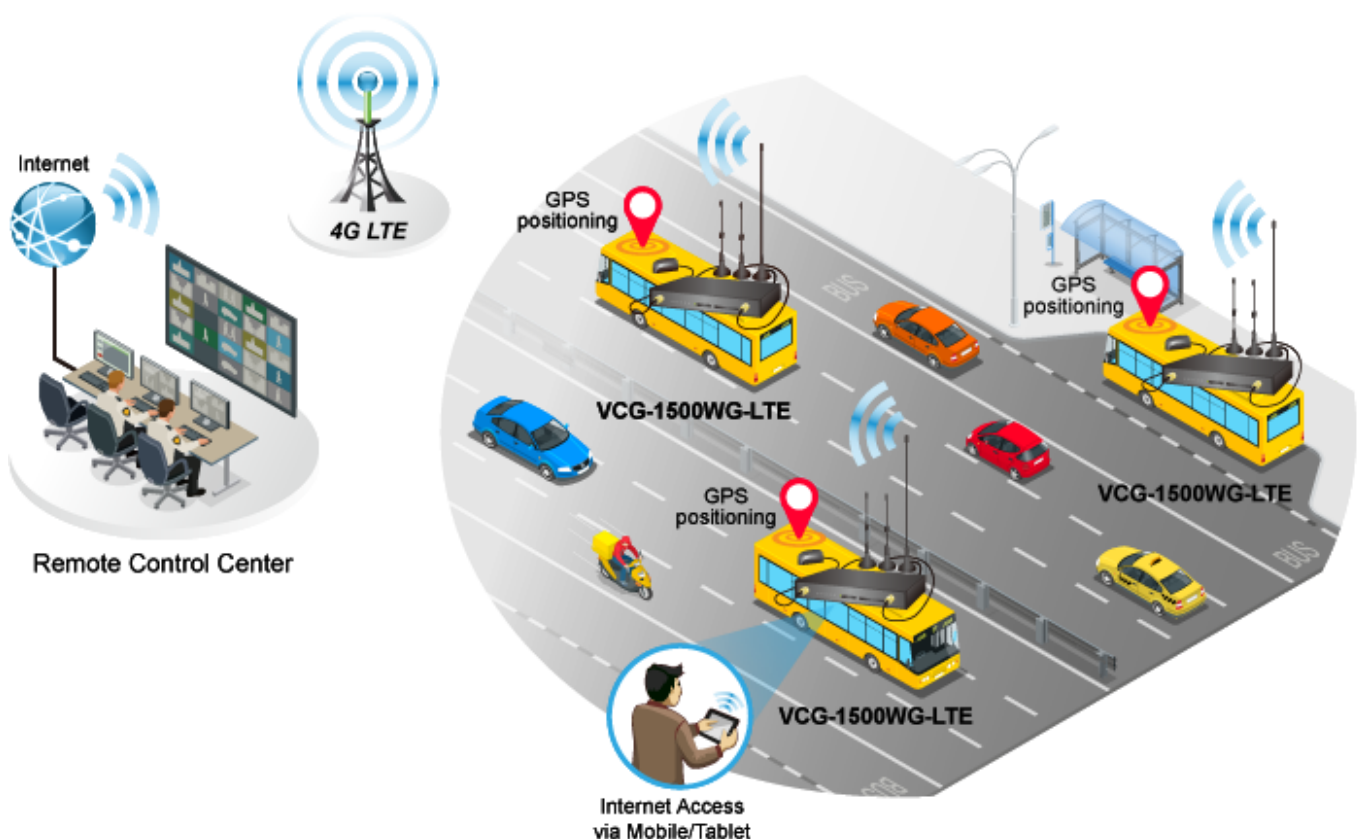 Internet
4G LTE
Remote Control Center
GPS
positioning
VCG-1500WG-LTE
BUS
GPS
positioning
VCG-1500WG-LTE
BUS
GPS
positioning
VCG-1500WG-LTE
BUS
Internet Access
via Mobile/Tablet